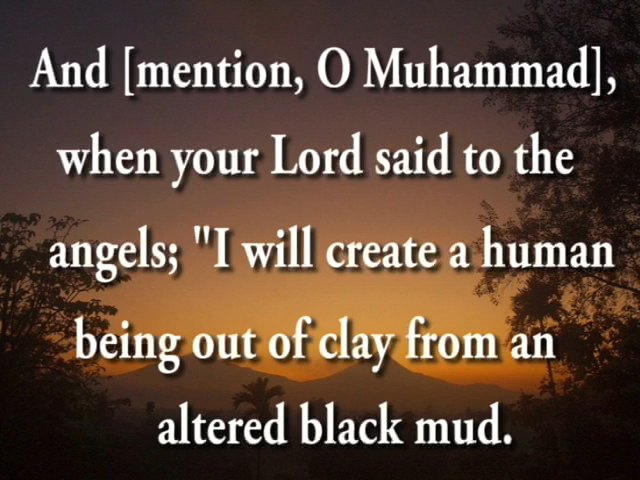 And [mention, O Muhammad],
when your Lord said to the
angels; "I will create a human
being out of clay from an
altered black mud.